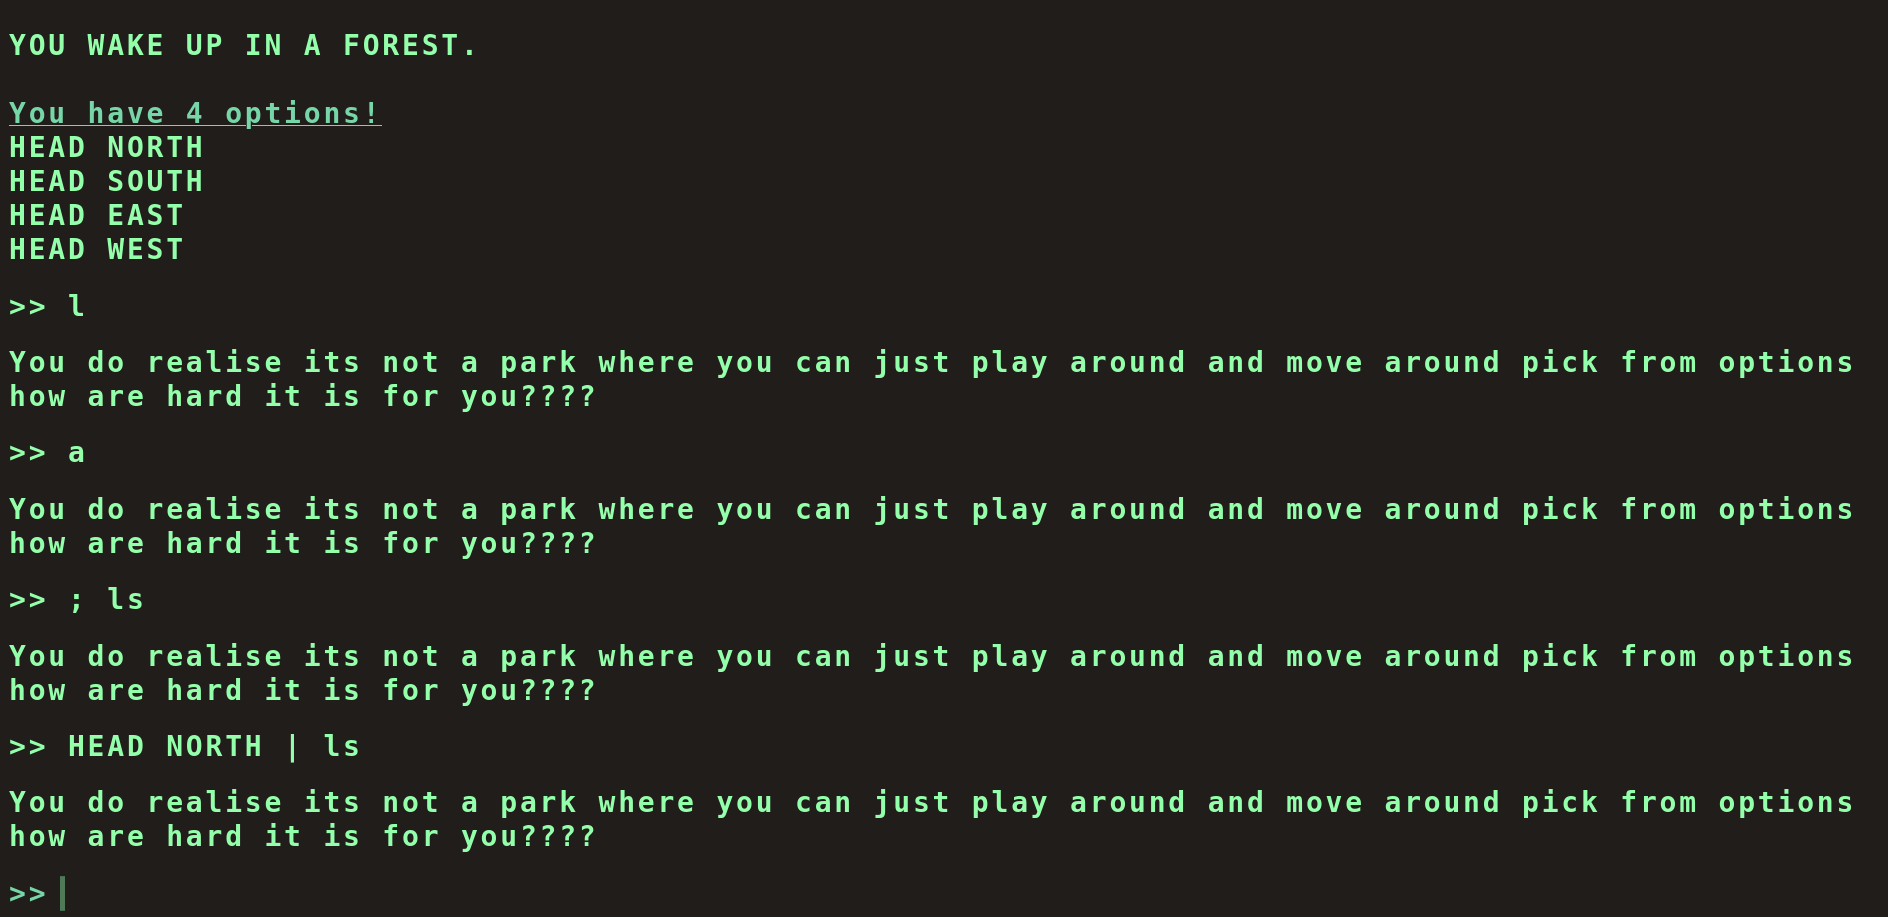 YOU WAKE UP IN A FOREST.
You have 4 options!
HEAD NORTH
HEAD SOUTH
HEAD EAST
HEAD WEST
>> l
You do realise its not a park where you can just play around and move around pick from options
how are hard it is for you????
>> a
You do realise its not a park where you can just play around and move around pick from options
how are hard it is for you????
>> ; ls
You do realise its not a park where you can just play around and move around pick from options
how are hard it is for you????
>> HEAD NORTH | ls
You do realise its not a park where you can just play around and move around pick from options
how are hard it is for you????
>>